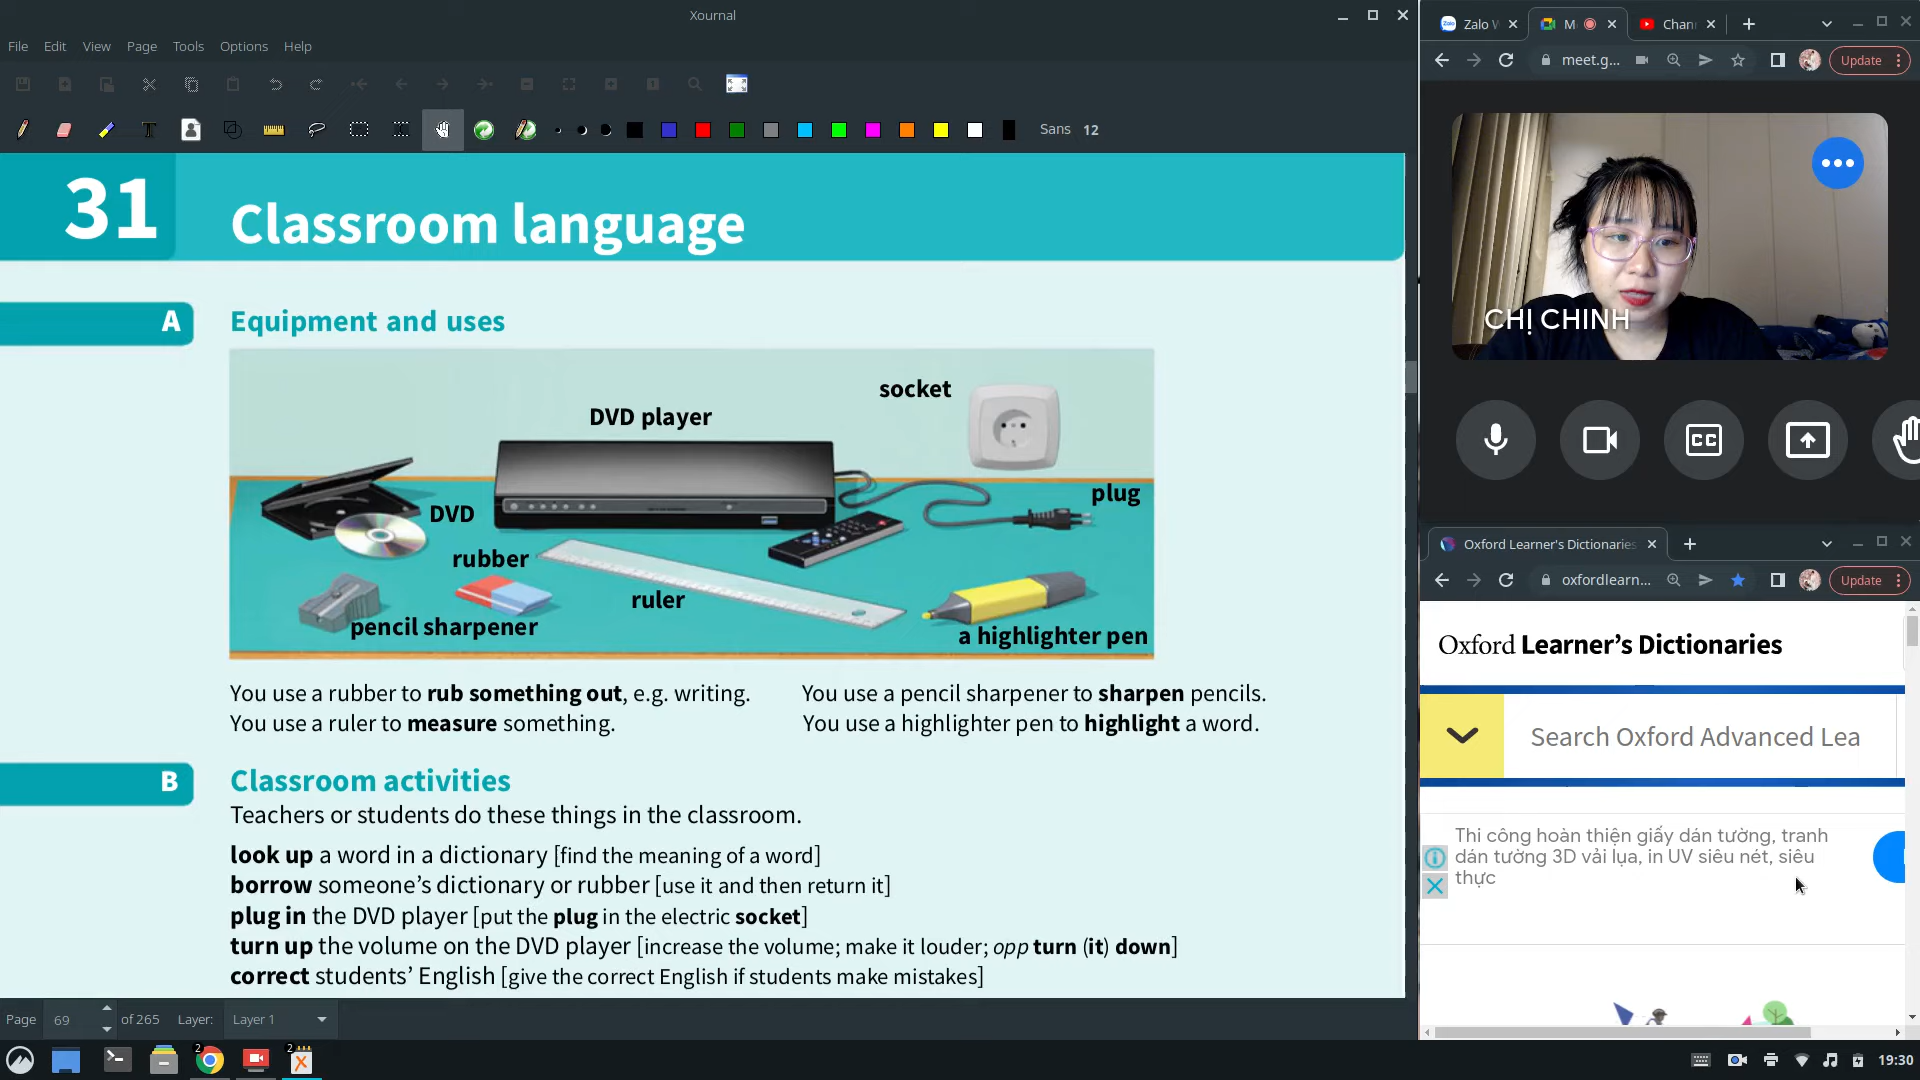 Xournal
File Edit View Page Tools Options Help
Sans 12
31 Classroom language
A Equipment and uses
socket
DVD player
plug
DVD
rubber
ruler
pencil sharpener
a highlighter pen
You use a rubber to rub something out, e.g. writing.
You use a ruler to measure something.
You use a pencil sharpener to sharpen pencils.
You use a highlighter pen to highlight a word.
B Classroom activities
Teachers or students do these things in the classroom.
look up a word in a dictionary [find the meaning of a word]
borrow someone's dictionary or rubber [use it and then return it]
plug in the DVD player [put the plug in the electric socket]
turn up the volume on the DVD player [increase the volume; make it louder; opp turn (it) down]
correct students' English [give the correct English if students make mistakes]
Page 69 of 265 Layer: Layer 1
2 2
Zalo M Chan
meet.g... Update
CHỊ CHINH
CC
Oxford Learner's Dictionaries
oxfordlearn... Update
Oxford Learner's Dictionaries
Search Oxford Advanced Lea
Thi công hoàn thiện giấy dán tường, tranh
dán tường 3D vải lụa, in UV siêu nét, siêu
thực
19:30